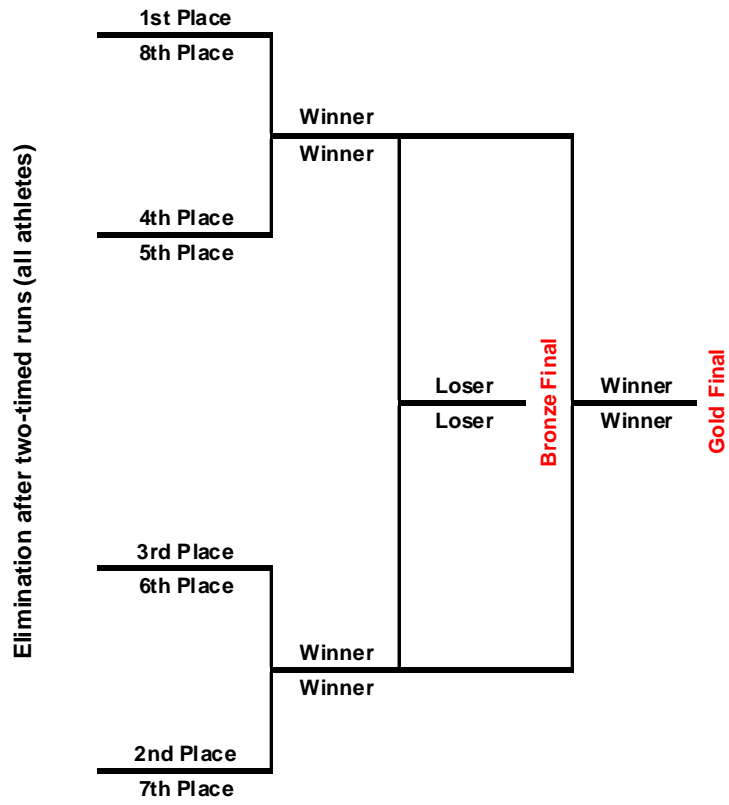 Elimination after two-timed runs (all athletes)
1st Place
8th Place
Winner
Winner
4th Place
5th Place
Loser
Loser
Bronze Final
Winner
Winner
Gold Final
3rd Place
6th Place
Winner
Winner
2nd Place
7th Place